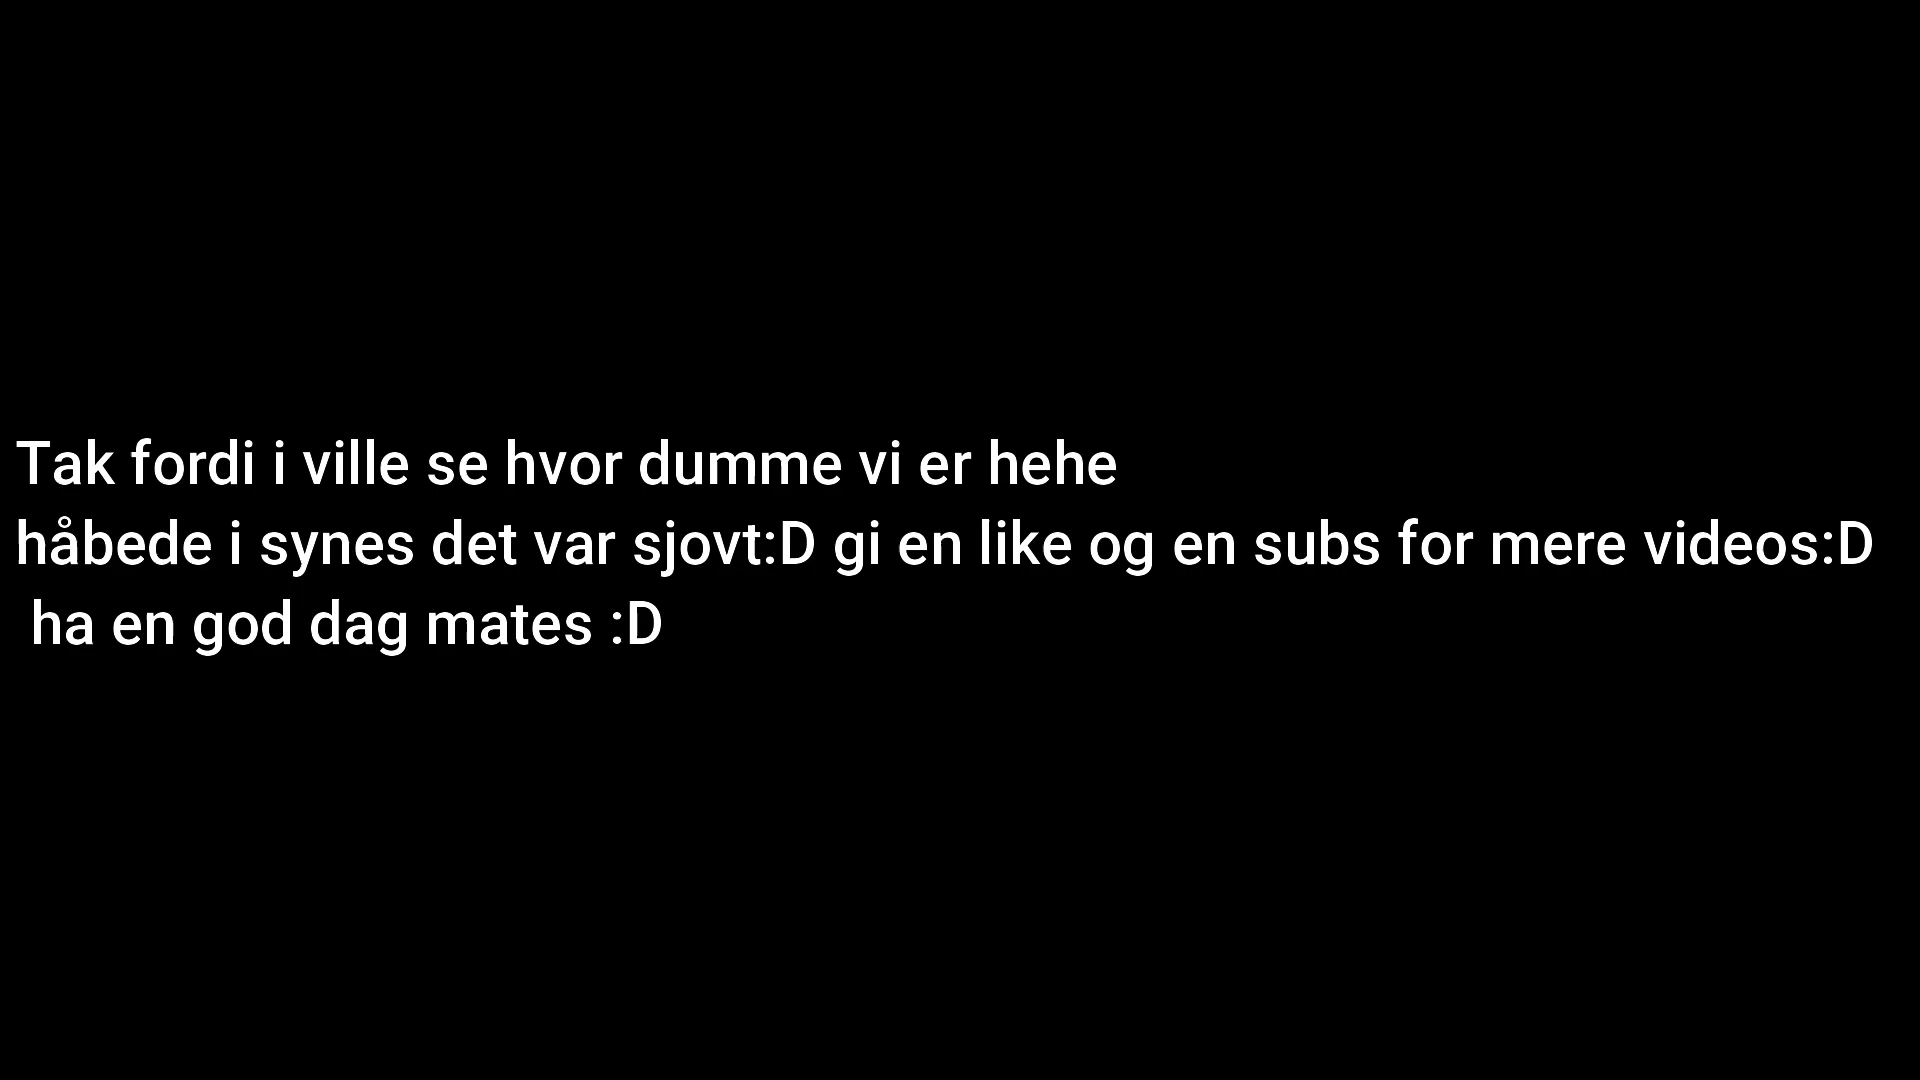 Tak fordi i ville se hvor dumme vi er hehe
håbede i synes det var sjovt:D gi en like og en subs for mere videos:D
ha en god dag mates :D